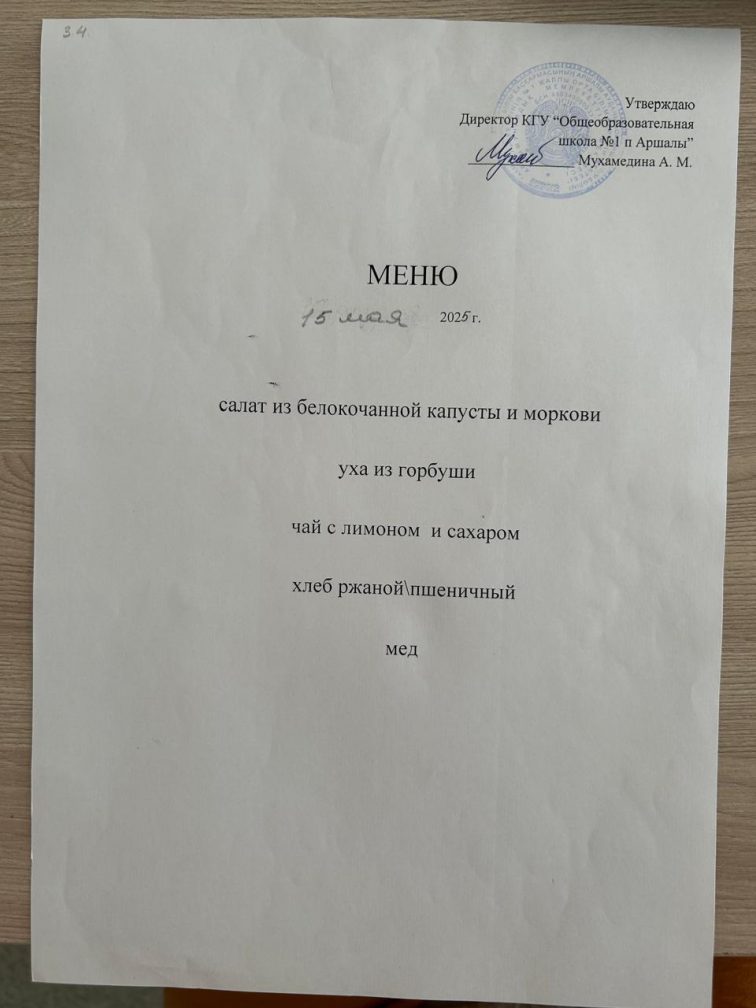 34
Утверждаю
Директор КГУ “Общеобразовательная
школа №1 п Аршалы”
Мухамедина А. М.
МЕНЮ
15 мая 2025 г.
салат из белокочанной капусты и моркови
уха из горбуши
чай с лимоном и сахаром
хлеб ржаной\пшеничный
мед